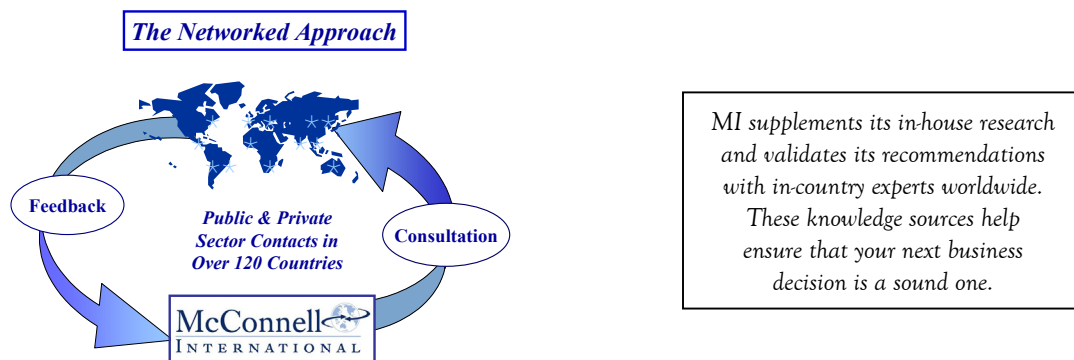 The Networked Approach
Feedback
Public & Private
Sector Contacts in
Over 120 Countries
Consultation
McConnell
INTERNATIONAL
MI supplements its in-house research
and validates its recommendations
with in-country experts worldwide.
These knowledge sources help
ensure that your next business
decision is a sound one.